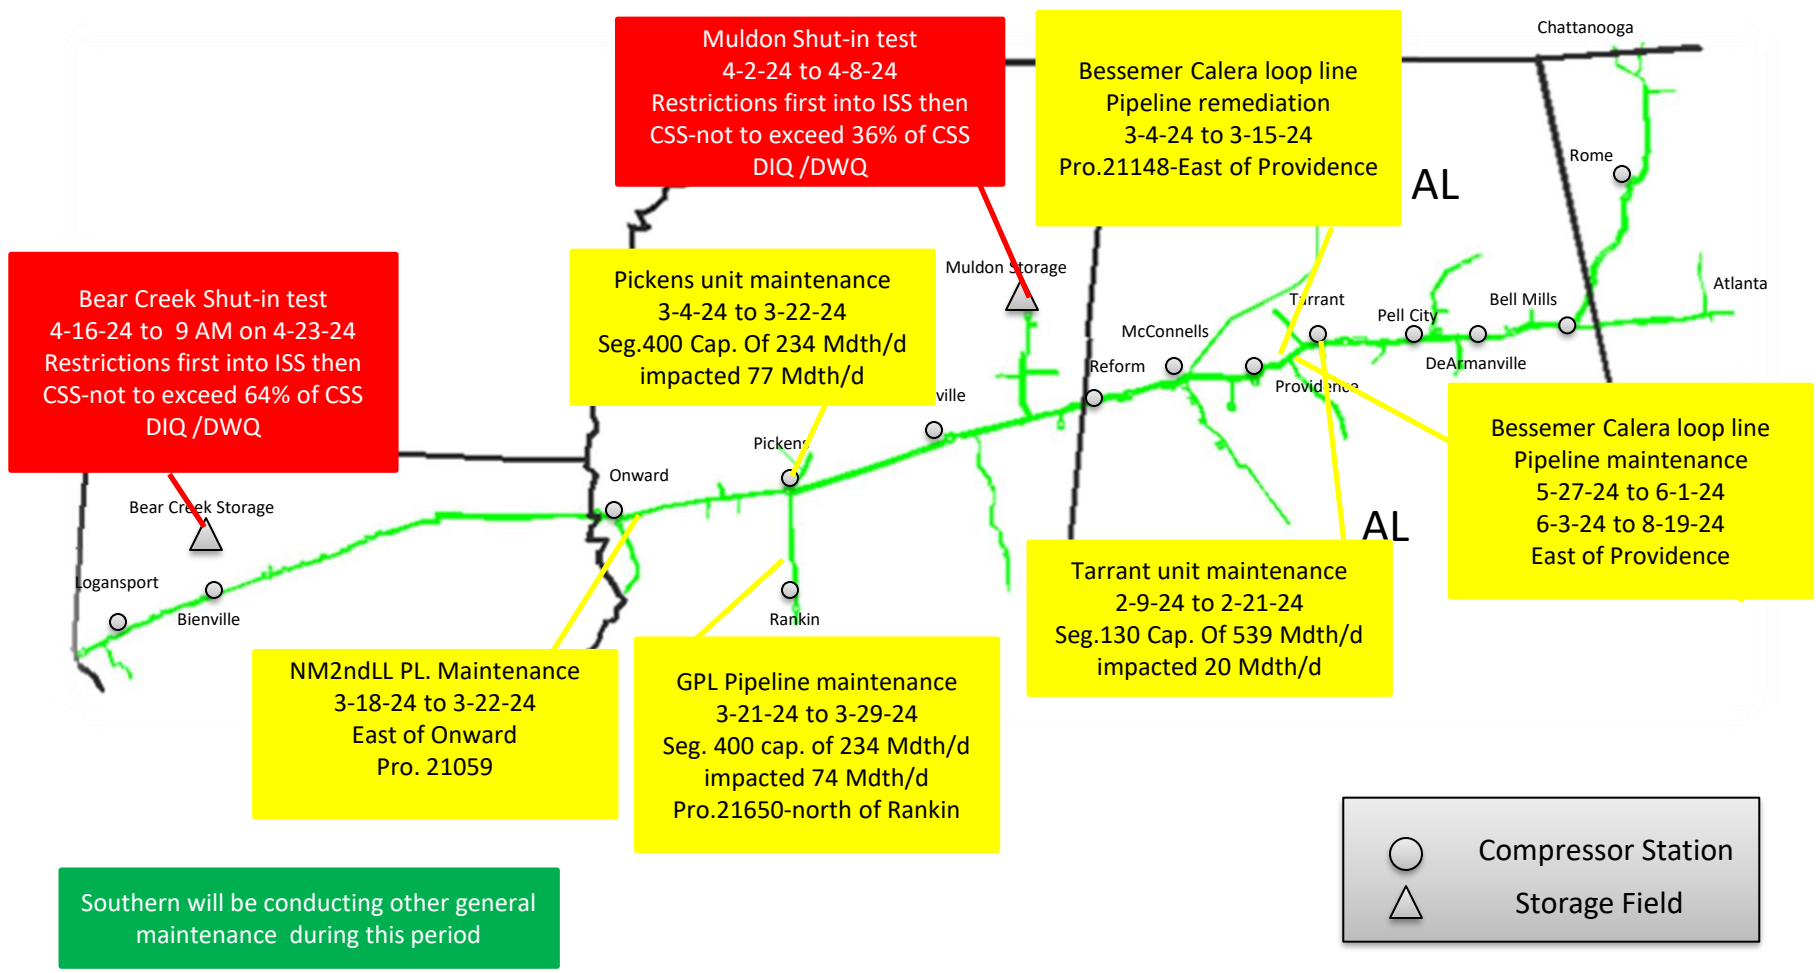 Chattanooga
Muldon Shut-in test
4-2-24 to 4-8-24
Restrictions first into ISS then
CSS-not to exceed 36% of CSS
DIQ /DWQ
Bessemer Calera loop line
Pipeline remediation
3-4-24 to 3-15-24
Pro.21148-East of Providence
AL
Rome
Bear Creek Shut-in test
4-16-24 to 9 AM on 4-23-24
Restrictions first into ISS then
CSS-not to exceed 64% of CSS
DIQ /DWQ
Pickens unit maintenance
3-4-24 to 3-22-24
Seg.400 Cap. Of 234 Mdth/d
impacted 77 Mdth/d
Muldon Storage
Tarrant
Pell City
Bell Mills
Atlanta
McConnells
Reform
Providence
DeArmanville
ville
Pickens
Onward
Bear Creek Storage
Logansport
Bienville
Rankin
Bessemer Calera loop line
Pipeline maintenance
5-27-24 to 6-1-24
6-3-24 to 8-19-24
East of Providence
AL
Tarrant unit maintenance
2-9-24 to 2-21-24
Seg.130 Cap. Of 539 Mdth/d
impacted 20 Mdth/d
NM2ndLL PL. Maintenance
3-18-24 to 3-22-24
East of Onward
Pro. 21059
GPL Pipeline maintenance
3-21-24 to 3-29-24
Seg. 400 cap. of 234 Mdth/d
impacted 74 Mdth/d
Pro.21650-north of Rankin
Compressor Station
Storage Field
Southern will be conducting other general
maintenance during this period